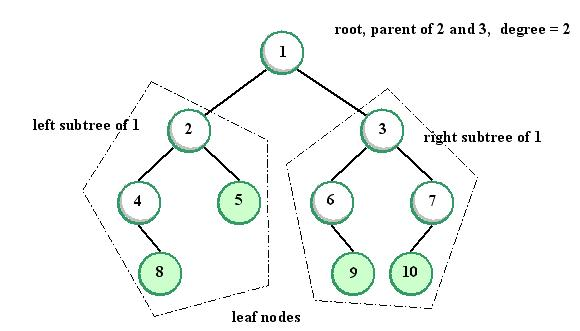 root, parent of 2 and 3, degree = 2
1
left subtree of 1
2
3
right subtree of 1
4
5
6
7
8
9
10
leaf nodes